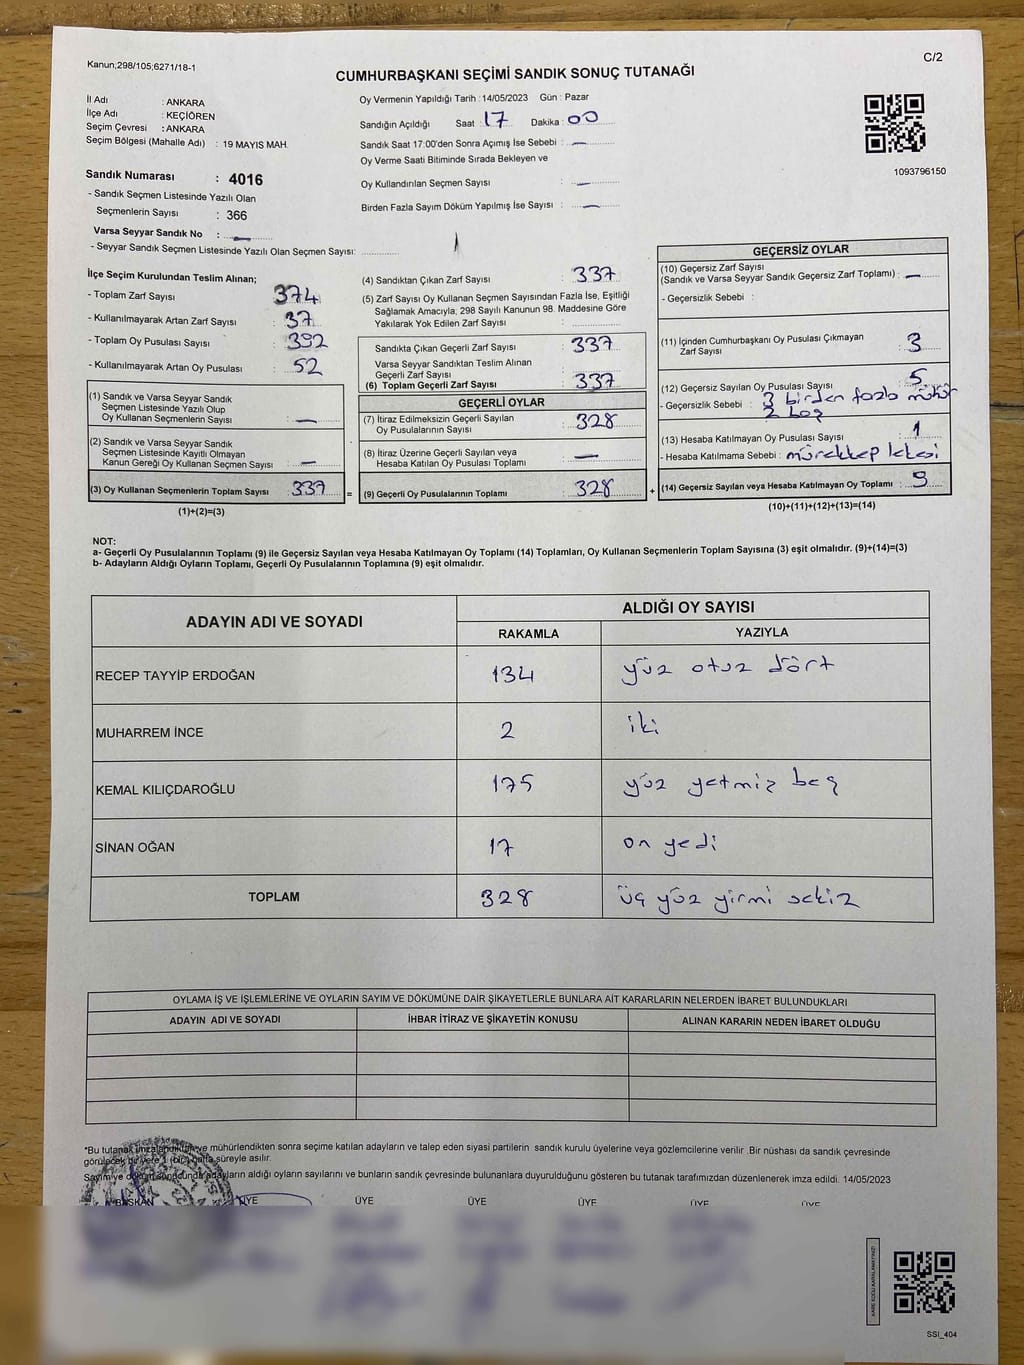 Kanun;298/105;6271/18-1
C/2
CUMHURBAŞKANI SEÇİMİ SANDIK SONUÇ TUTANAĞI
İl Adı : ANKARA
İlçe Adı : KEÇİÖREN
Seçim Çevresi : ANKARA
Seçim Bölgesi (Mahalle Adı) : 19 MAYIS MAH.
Oy Vermenin Yapıldığı Tarih : 14/05/2023 Gün : Pazar
Sandığın Açıldığı Saat : 17 Dakika : 00
Sandık Saat 17:00'den Sonra Açımış İse Sebebi : —
Oy Verme Saati Bitiminde Sırada Bekleyen ve
Oy Kullandırılan Seçmen Sayısı : —
Birden Fazla Sayım Döküm Yapılmış İse Sayısı : —
1093796150
Sandık Numarası : 4016
- Sandık Seçmen Listesinde Yazılı Olan
Seçmenlerin Sayısı : 366
Varsa Seyyar Sandık No : —
- Seyyar Sandık Seçmen Listesinde Yazılı Olan Seçmen Sayısı:
İlçe Seçim Kurulundan Teslim Alınan;
- Toplam Zarf Sayısı 374
- Kullanılmayarak Artan Zarf Sayısı : 37
- Toplam Oy Pusulası Sayısı : 392
- Kullanılmayarak Artan Oy Pusulası : 52
(1) Sandık ve Varsa Seyyar Sandık
Seçmen Listesinde Yazılı Olup
Oy Kullanan Seçmenlerin Sayısı : —
(2) Sandık ve Varsa Seyyar Sandık
Seçmen Listesinde Kayıtlı Olmayan
Kanun Gereği Oy Kullanan Seçmen Sayısı : —
(3) Oy Kullanan Seçmenlerin Toplam Sayısı : 337 =
(1)+(2)=(3)
(4) Sandıktan Çıkan Zarf Sayısı : 337
(5) Zarf Sayısı Oy Kullanan Seçmen Sayısından Fazla İse, Eşitliği
Sağlamak Amacıyla; 298 Sayılı Kanunun 98. Maddesine Göre
Yakılarak Yok Edilen Zarf Sayısı :
Sandıkta Çıkan Geçerli Zarf Sayısı : 337
Varsa Seyyar Sandıktan Teslim Alınan
Geçerli Zarf Sayısı :
(6) Toplam Geçerli Zarf Sayısı : 337
GEÇERLİ OYLAR
(7) İtiraz Edilmeksizin Geçerli Sayılan
Oy Pusulalarının Sayısı : 328
(8) İtiraz Üzerine Geçerli Sayılan veya
Hesaba Katılan Oy Pusulaları Toplamı : —
(9) Geçerli Oy Pusulalarının Toplamı : 328 +
GEÇERSİZ OYLAR
(10) Geçersiz Zarf Sayısı
(Sandık ve Varsa Seyyar Sandık Geçersiz Zarf Toplamı) : —
- Geçersizlik Sebebi :
(11) İçinden Cumhurbaşkanı Oy Pusulası Çıkmayan
Zarf Sayısı : 3
(12) Geçersiz Sayılan Oy Pusulası Sayısı : 5
- Geçersizlik Sebebi : 3 birden fazla mühür
2 boş
(13) Hesaba Katılmayan Oy Pusulası Sayısı : 1
- Hesaba Katılmama Sebebi : mürekkep lekesi
(14) Geçersiz Sayılan veya Hesaba Katılmayan Oy Toplamı : 9
(10)+(11)+(12)+(13)=(14)
NOT:
a- Geçerli Oy Pusulalarının Toplamı (9) ile Geçersiz Sayılan veya Hesaba Katılmayan Oy Toplamı (14) Toplamları, Oy Kullanan Seçmenlerin Toplam Sayısına (3) eşit olmalıdır. (9)+(14)=(3)
b- Adayların Aldığı Oyların Toplamı, Geçerli Oy Pusulalarının Toplamına (9) eşit olmalıdır.
ADAYIN ADI VE SOYADI
ALDIĞI OY SAYISI
RAKAMLA YAZIYLA
RECEP TAYYİP ERDOĞAN 134 yüz otuz dört
MUHARREM İNCE 2 iki
KEMAL KILIÇDAROĞLU 175 yüz yetmiş beş
SİNAN OĞAN 17 on yedi
TOPLAM 328 üç yüz yirmi sekiz
OYLAMA İŞ VE İŞLEMLERİNE VE OYLARIN SAYIM VE DÖKÜMÜNE DAİR ŞİKAYETLERLE BUNLARA AİT KARARLARIN NELERDEN İBARET BULUNDUKLARI
ADAYIN ADI VE SOYADI İHBAR İTİRAZ VE ŞİKAYETİN KONUSU ALINAN KARARIN NEDEN İBARET OLDUĞU
*Bu tutanak mühürlendikten sonra seçime katılan adayların ve talep eden siyasi partilerin sandık kurulu üyelerine veya gözlemcilerine verilir .Bir nüshası da sandık çevresinde
süreyle asılır.
aldığı oyların sayılarını ve bunların sandık çevresinde bulunanlara duyurulduğunu gösteren bu tutanak tarafımızdan düzenlenerek imza edildi. 14/05/2023
BAŞKAN ÜYE ÜYE ÜYE ÜYE ÜYE ÜYE
SSI_404